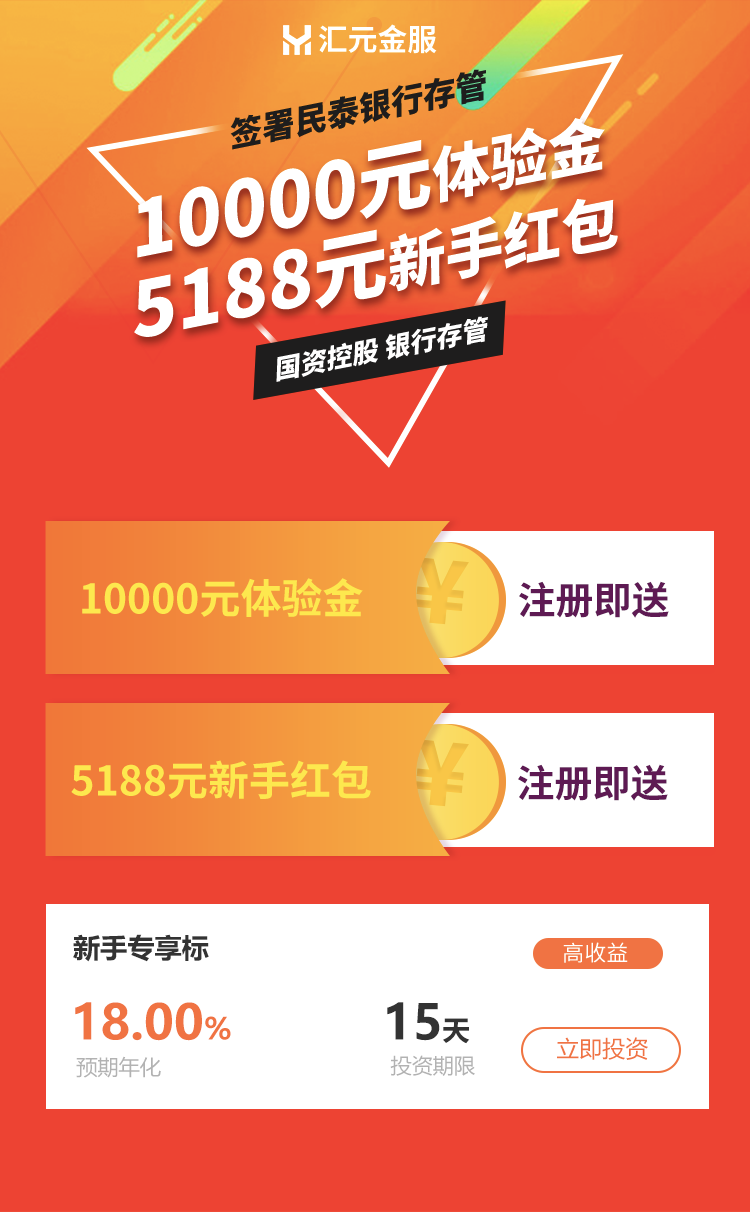 汇元金服
签署民泰银行存管
10000元体验金
5188元新手红包
国资控股 银行存管
10000元体验金
¥
注册即送
5188元新手红包
¥
注册即送
新手专享标
高收益
18.00%
15天
预期年化
投资期限
立即投资